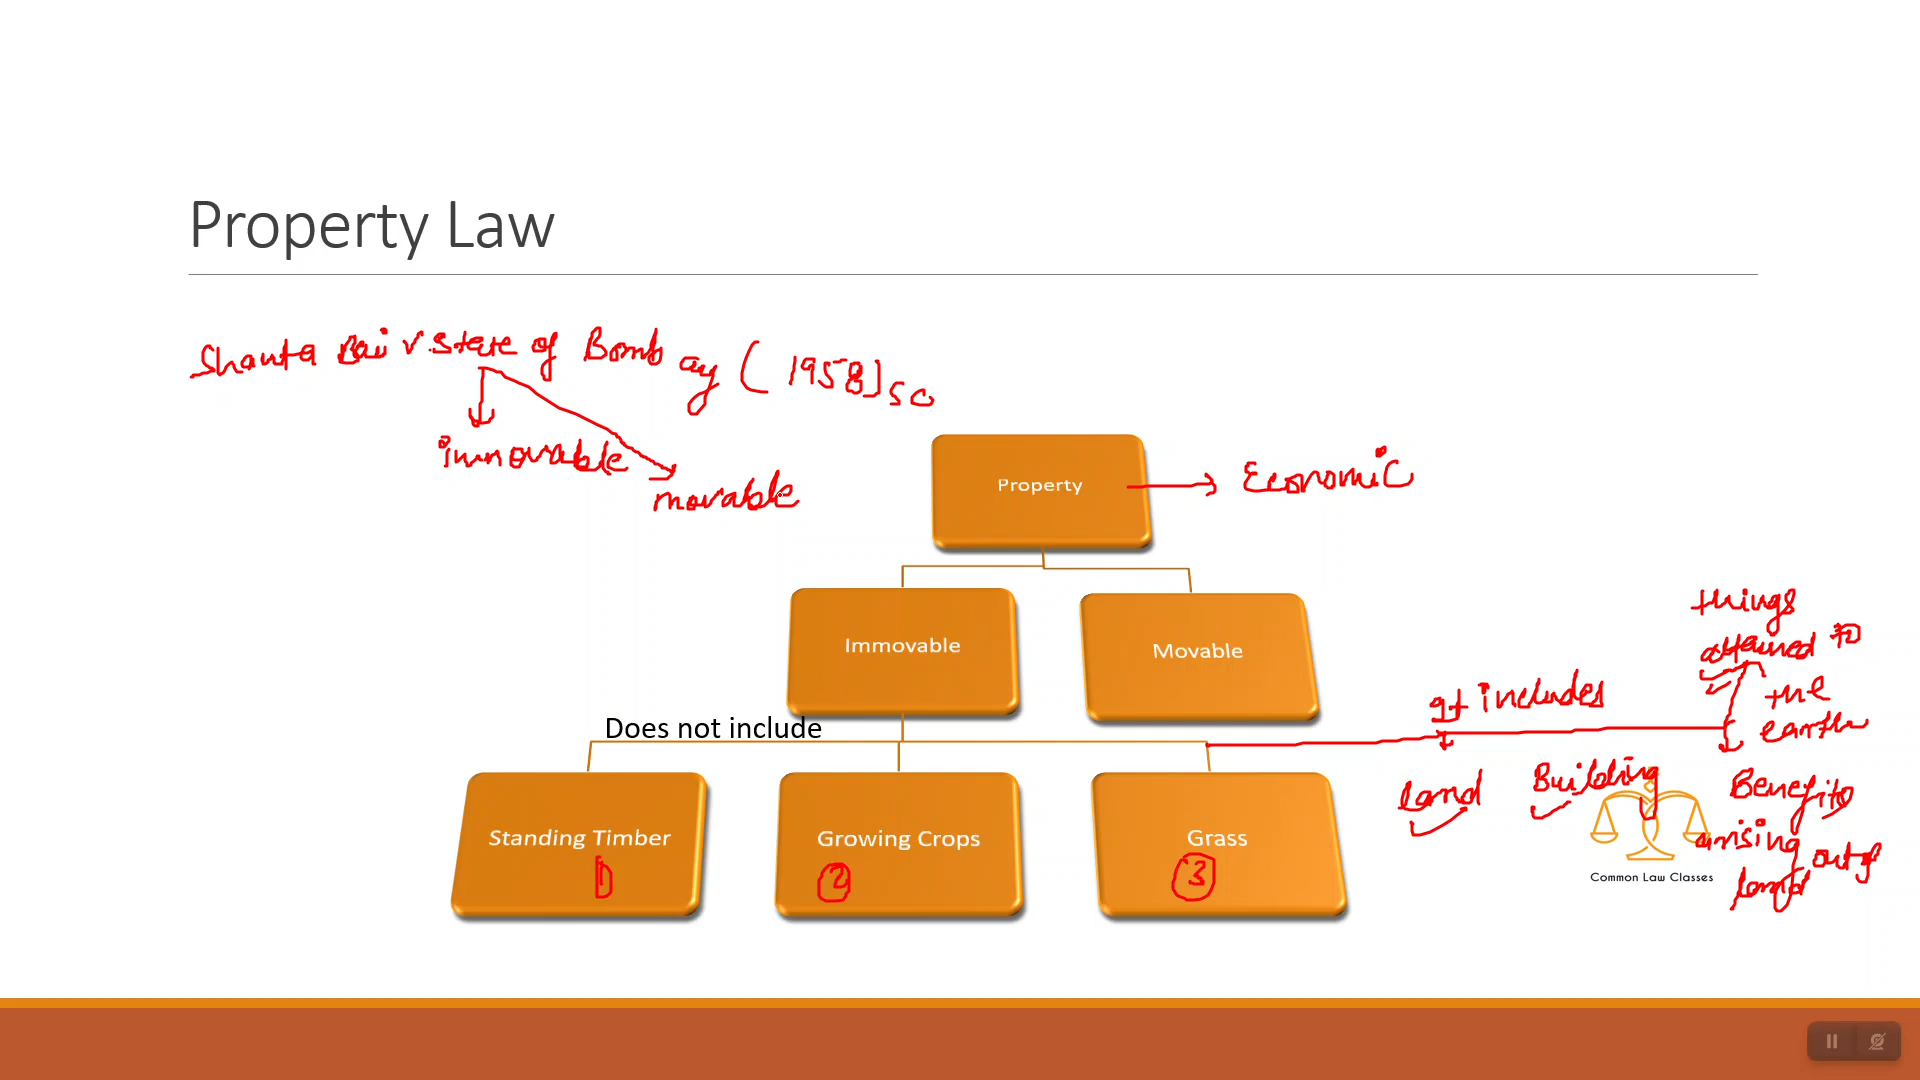 Property Law
Shanta Bai v. State of Bombay (1958) SC
immovable
movable
Property
Economic
Immovable
Movable
things
attained to
the
earth
It includes
Does not include
Land
Building
Benefits
arising
out of
land
Standing Timber
Growing Crops
Grass
1
2
3
Common Law Classes